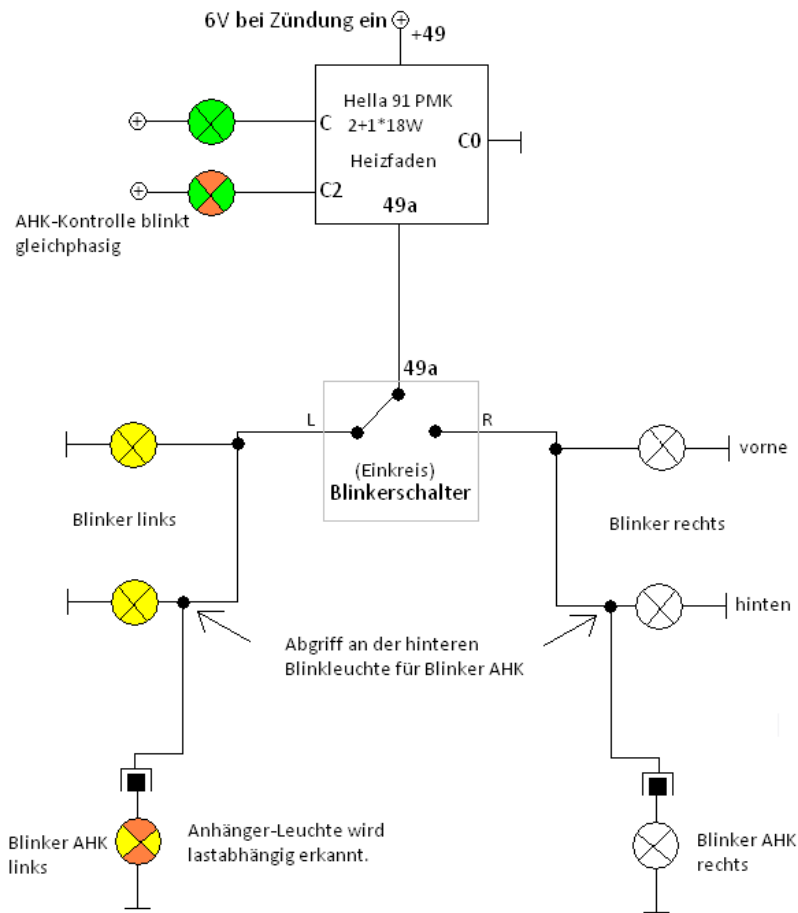 6V bei Zündung ein
+49
Hella 91 PMK
2+1*18W
Heizfaden
C
C0
C2
49a
AHK-Kontrolle blinkt
gleichphasig
49a
L
R
(Einkreis)
Blinkerschalter
vorne
Blinker links
Blinker rechts
hinten
Abgriff an der hinteren
Blinkleuchte für Blinker AHK
Blinker AHK
links
Anhänger-Leuchte wird
lastabhängig erkannt.
Blinker AHK
rechts